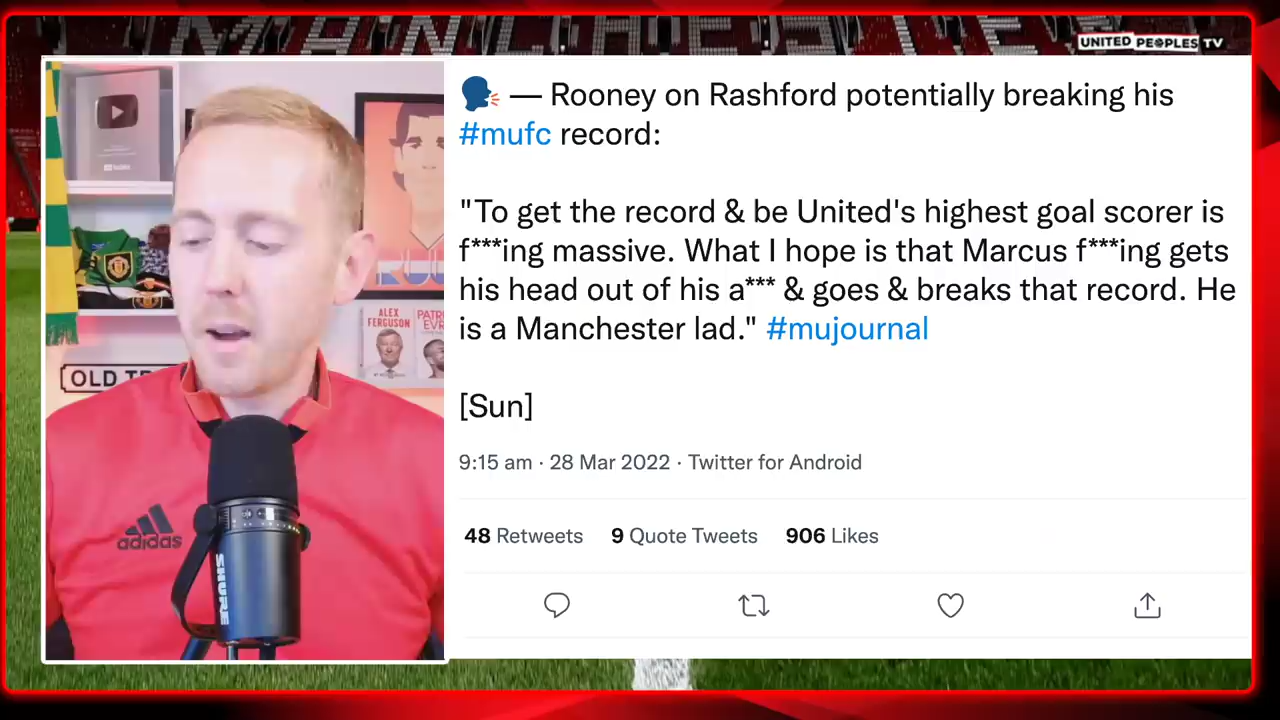 MANCHESTE
UNITED PEOPLES TV
🗣 — Rooney on Rashford potentially breaking his
#mufc record:
"To get the record & be United's highest goal scorer is
f***ing massive. What I hope is that Marcus f***ing gets
his head out of his a*** & goes & breaks that record. He
is a Manchester lad." #mujournal
[Sun]
9:15 am · 28 Mar 2022 · Twitter for Android
48 Retweets 9 Quote Tweets 906 Likes
ALEX
FERGUSON
OLD
adidas
SHURE